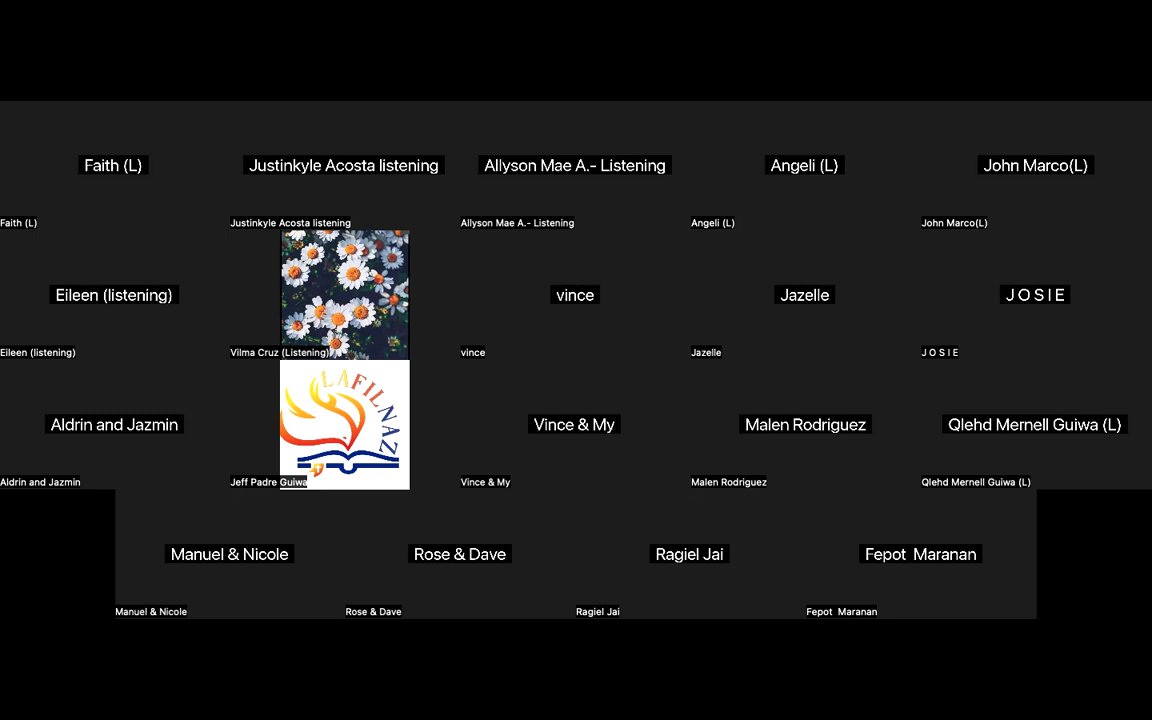 Faith (L)
Justinkyle Acosta listening
Allyson Mae A.- Listening
Angeli (L)
John Marco(L)
Faith (L)
Justinkyle Acosta listening
Allyson Mae A.- Listening
Angeli (L)
John Marco(L)
Eileen (listening)
vince
Jazelle
J O S I E
Eileen (listening)
Vilma Cruz (Listening)
vince
Jazelle
J O S I E
Aldrin and Jazmin
LAFILNAZ
Vince & My
Malen Rodriguez
Qlehd Mernell Guiwa (L)
Aldrin and Jazmin
Jeff Padre Guiwa
Vince & My
Malen Rodriguez
Qlehd Mernell Guiwa (L)
Manuel & Nicole
Rose & Dave
Ragiel Jai
Fepot  Maranan
Manuel & Nicole
Rose & Dave
Ragiel Jai
Fepot  Maranan